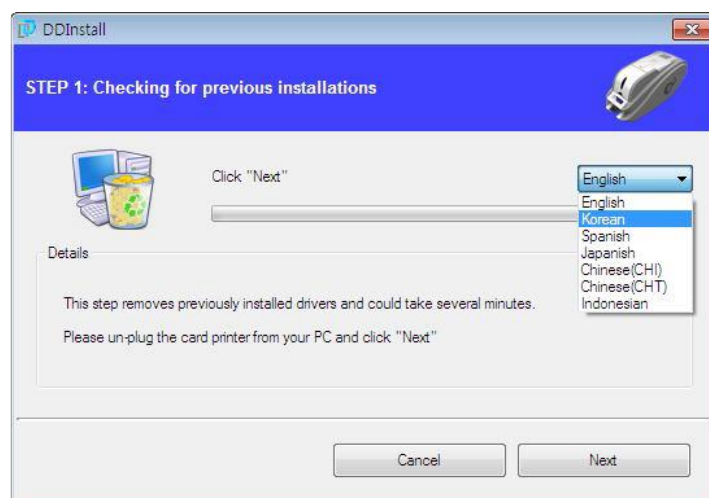 DDInstall
STEP 1: Checking for previous installations
Click "Next"
English
English
Korean
Spanish
Japanish
Chinese(CHI)
Chinese(CHT)
Indonesian
Details
This step removes previously installed drivers and could take several minutes.
Please un-plug the card printer from your PC and click "Next"
Cancel
Next